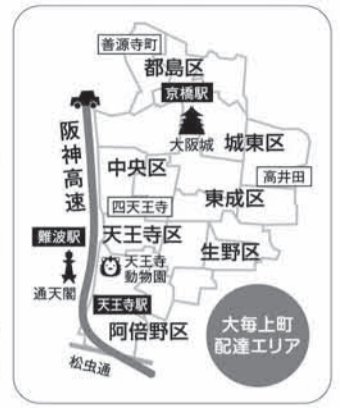 善源寺町
都島区
京橋駅
大阪城
城東区
阪神高速
中央区
高井田
東成区
四天王寺
難波駅
天王寺区
生野区
通天閣
天王寺
動物園
天王寺駅
阿倍野区
松虫通
大毎上町
配達エリア